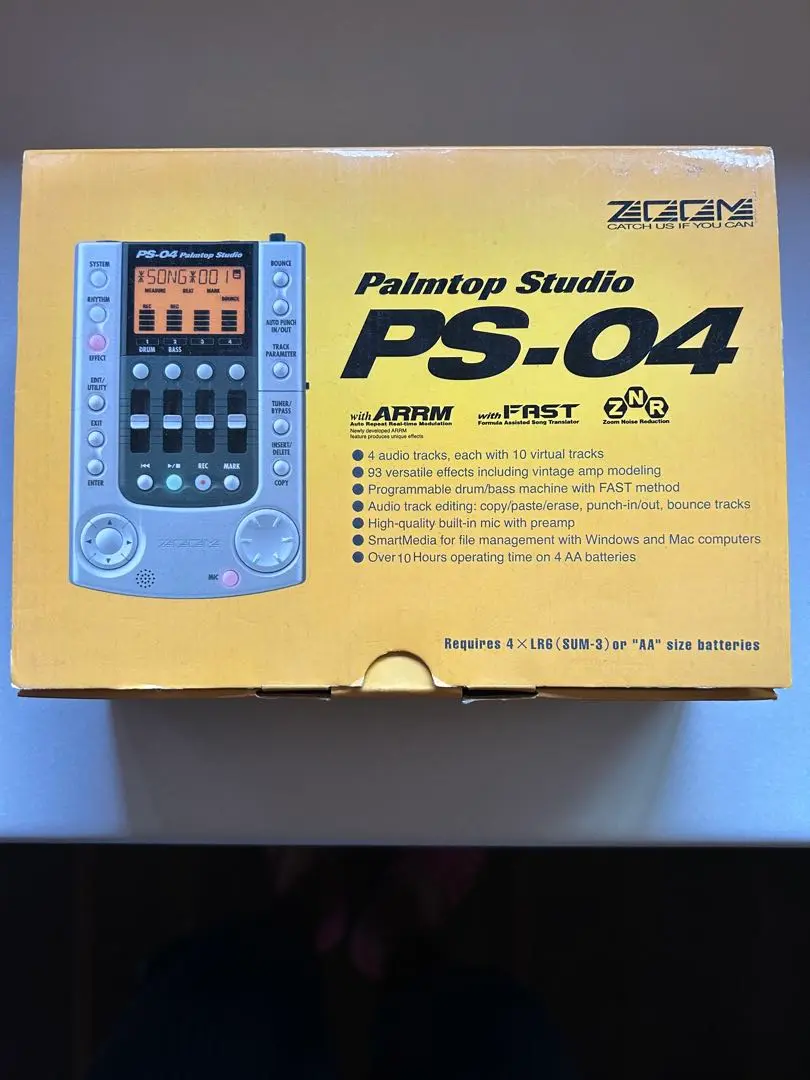 ZOOM
CATCH US IF YOU CAN
Palmtop Studio
PS-04
with ARRM
Auto Repeat Real-time Modulation
Newly developed ARRM
feature produces unique effects
with FAST
Formula Assisted Song Translator
ZNR
Zoom Noise Reduction
● 4 audio tracks, each with 10 virtual tracks
● 93 versatile effects including vintage amp modeling
● Programmable drum/bass machine with FAST method
● Audio track editing: copy/paste/erase, punch-in/out, bounce tracks
● High-quality built-in mic with preamp
● SmartMedia for file management with Windows and Mac computers
● Over 10 Hours operating time on 4 AA batteries
Requires 4×LR6(SUM-3)or "AA" size batteries
PS-04 Palmtop Studio
SONG 001
MEASURE BEAT MARK
BOUNCE
REC REC
1 2 3 4
DRUM BASS
SYSTEM
RHYTHM
EFFECT
EDIT/
UTILITY
EXIT
ENTER
BOUNCE
AUTO PUNCH
IN/OUT
TRACK
PARAMETER
TUNER/
BYPASS
INSERT/
DELETE
COPY
REC MARK
ZOOM
MIC